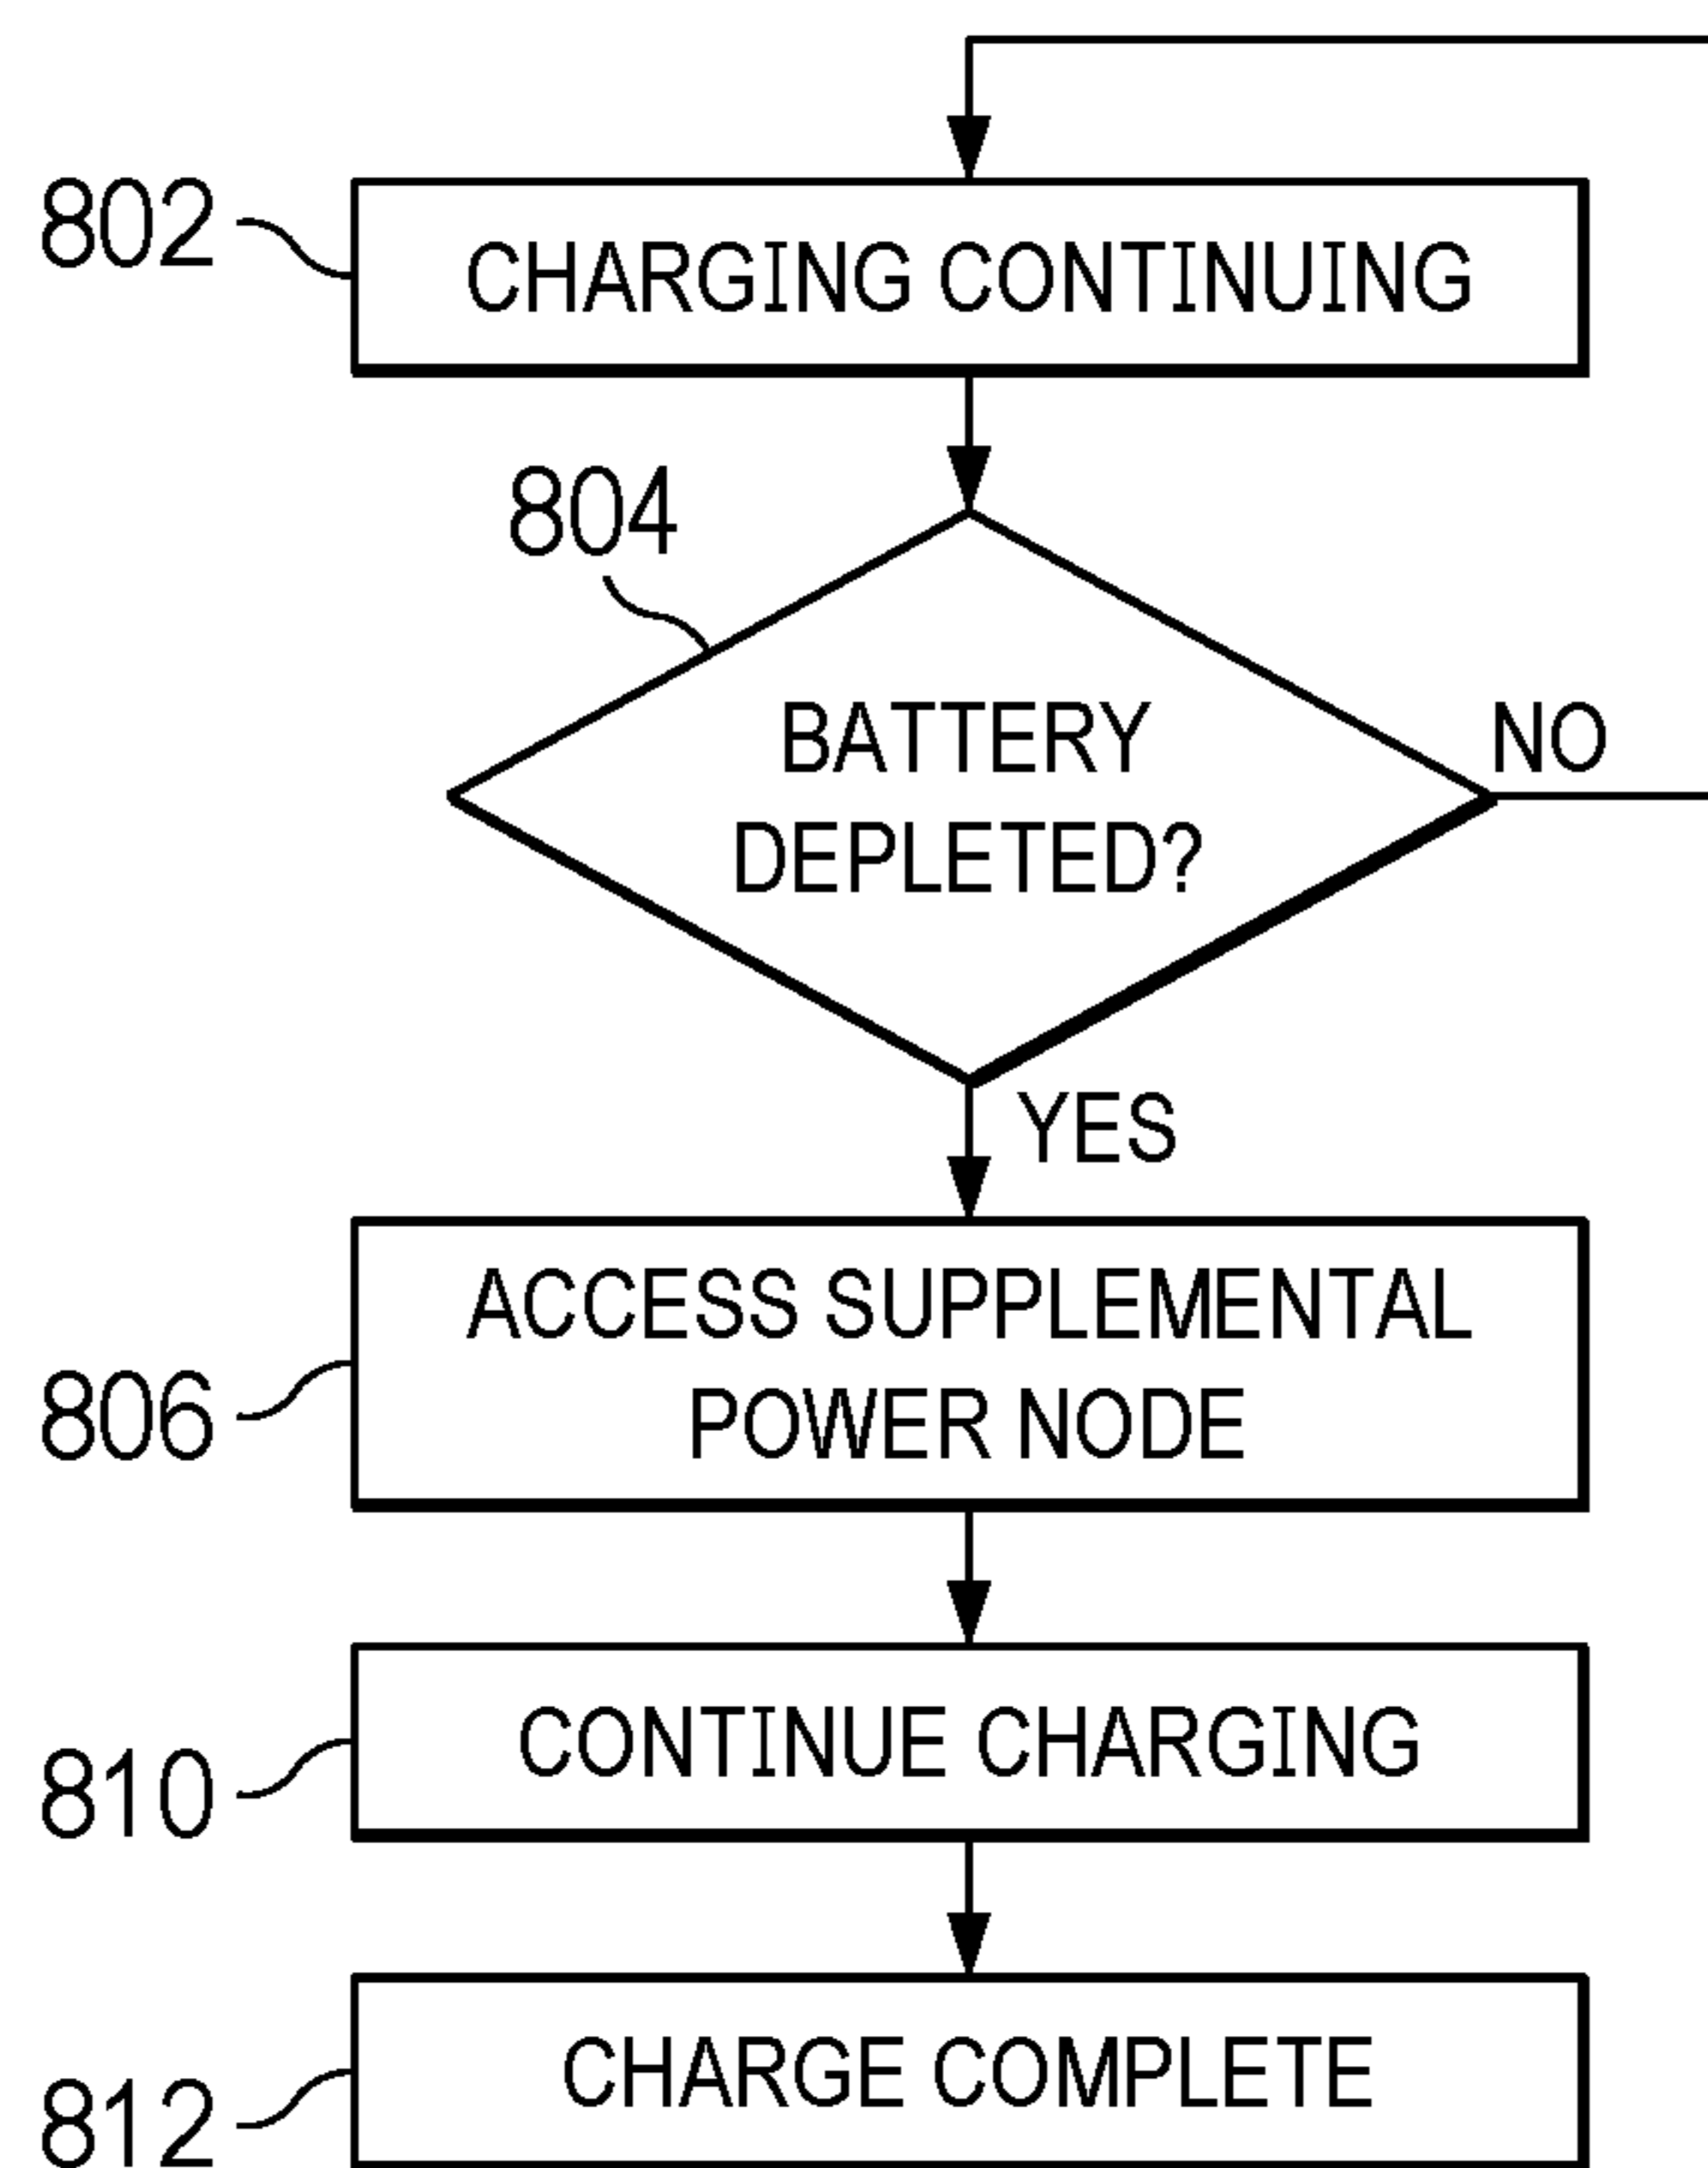 802
CHARGING CONTINUING
804
BATTERY
DEPLETED?
NO
YES
ACCESS SUPPLEMENTAL
POWER NODE
806
CONTINUE CHARGING
810
CHARGE COMPLETE
812